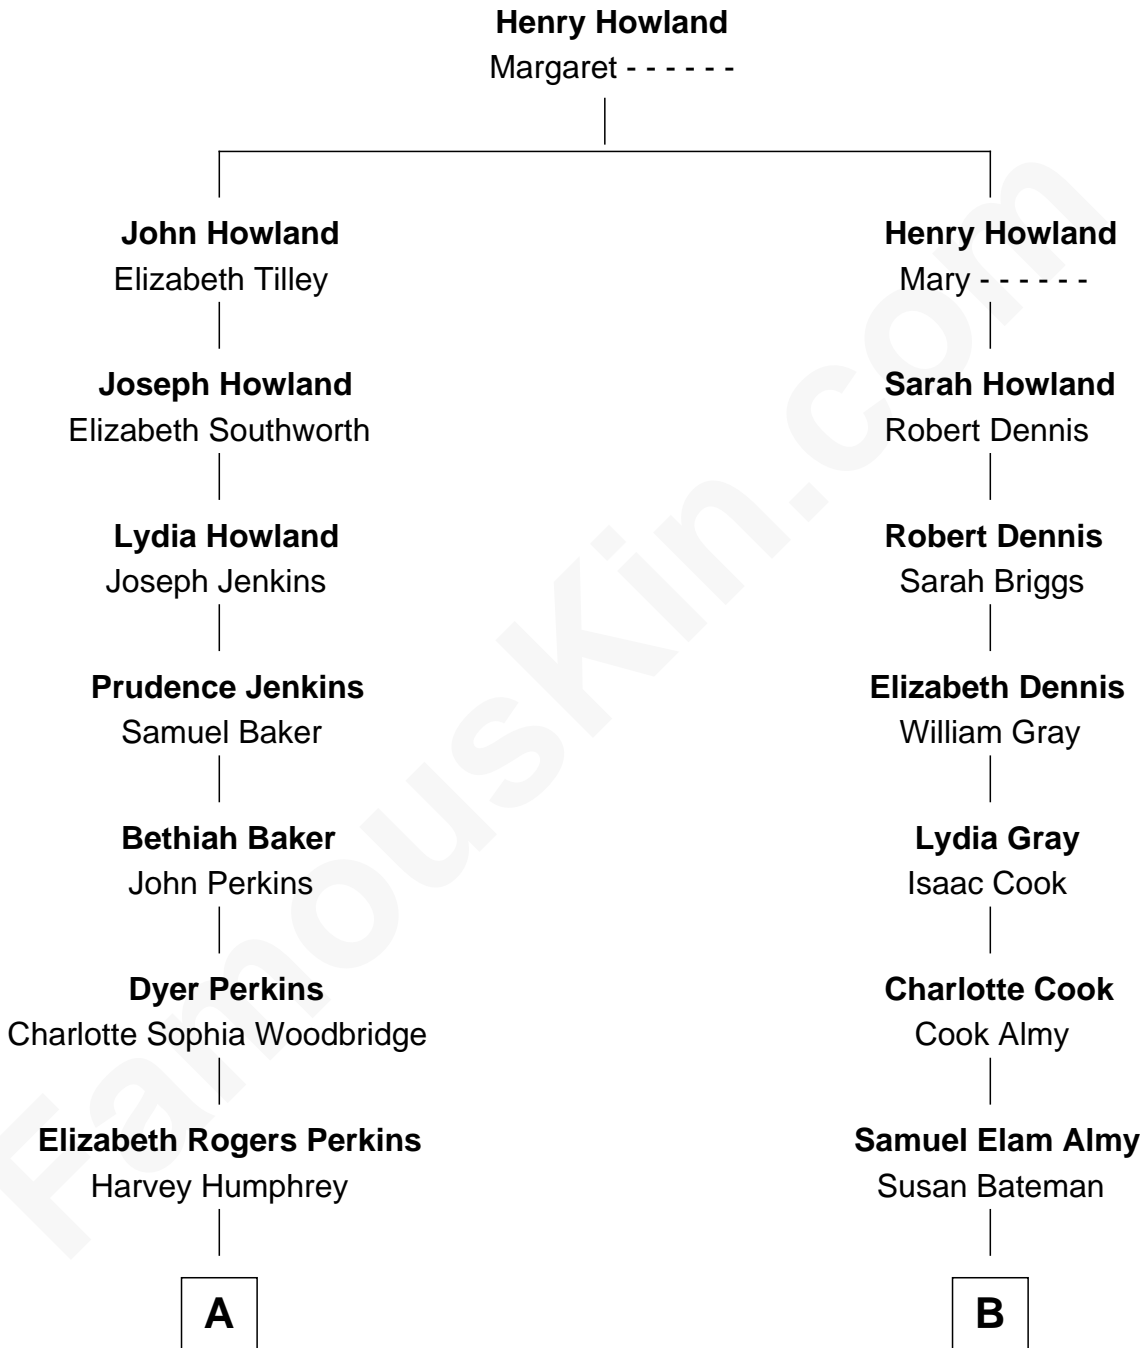 Henry Howland
Margaret - - - - - -
John Howland
Elizabeth Tilley
Henry Howland
Mary - - - - - -
Joseph Howland
Elizabeth Southworth
Sarah Howland
Robert Dennis
Lydia Howland
Joseph Jenkins
Robert Dennis
Sarah Briggs
Prudence Jenkins
Samuel Baker
Elizabeth Dennis
William Gray
Bethiah Baker
John Perkins
Lydia Gray
Isaac Cook
Dyer Perkins
Charlotte Sophia Woodbridge
Charlotte Cook
Cook Almy
Elizabeth Rogers Perkins
Harvey Humphrey
Samuel Elam Almy
Susan Bateman
A
B
FamousKin.com